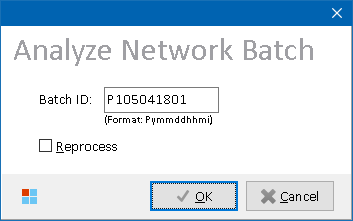 Analyze Network Batch
Batch ID: P105041801
(Format: Pymmddhhmi)
Reprocess
OK Cancel